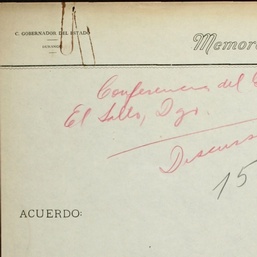 C. GOBERNADOR DEL ESTADO
Memor
Conferencia del
El Salto, Dgo.
Discurs
15
ACUERDO: